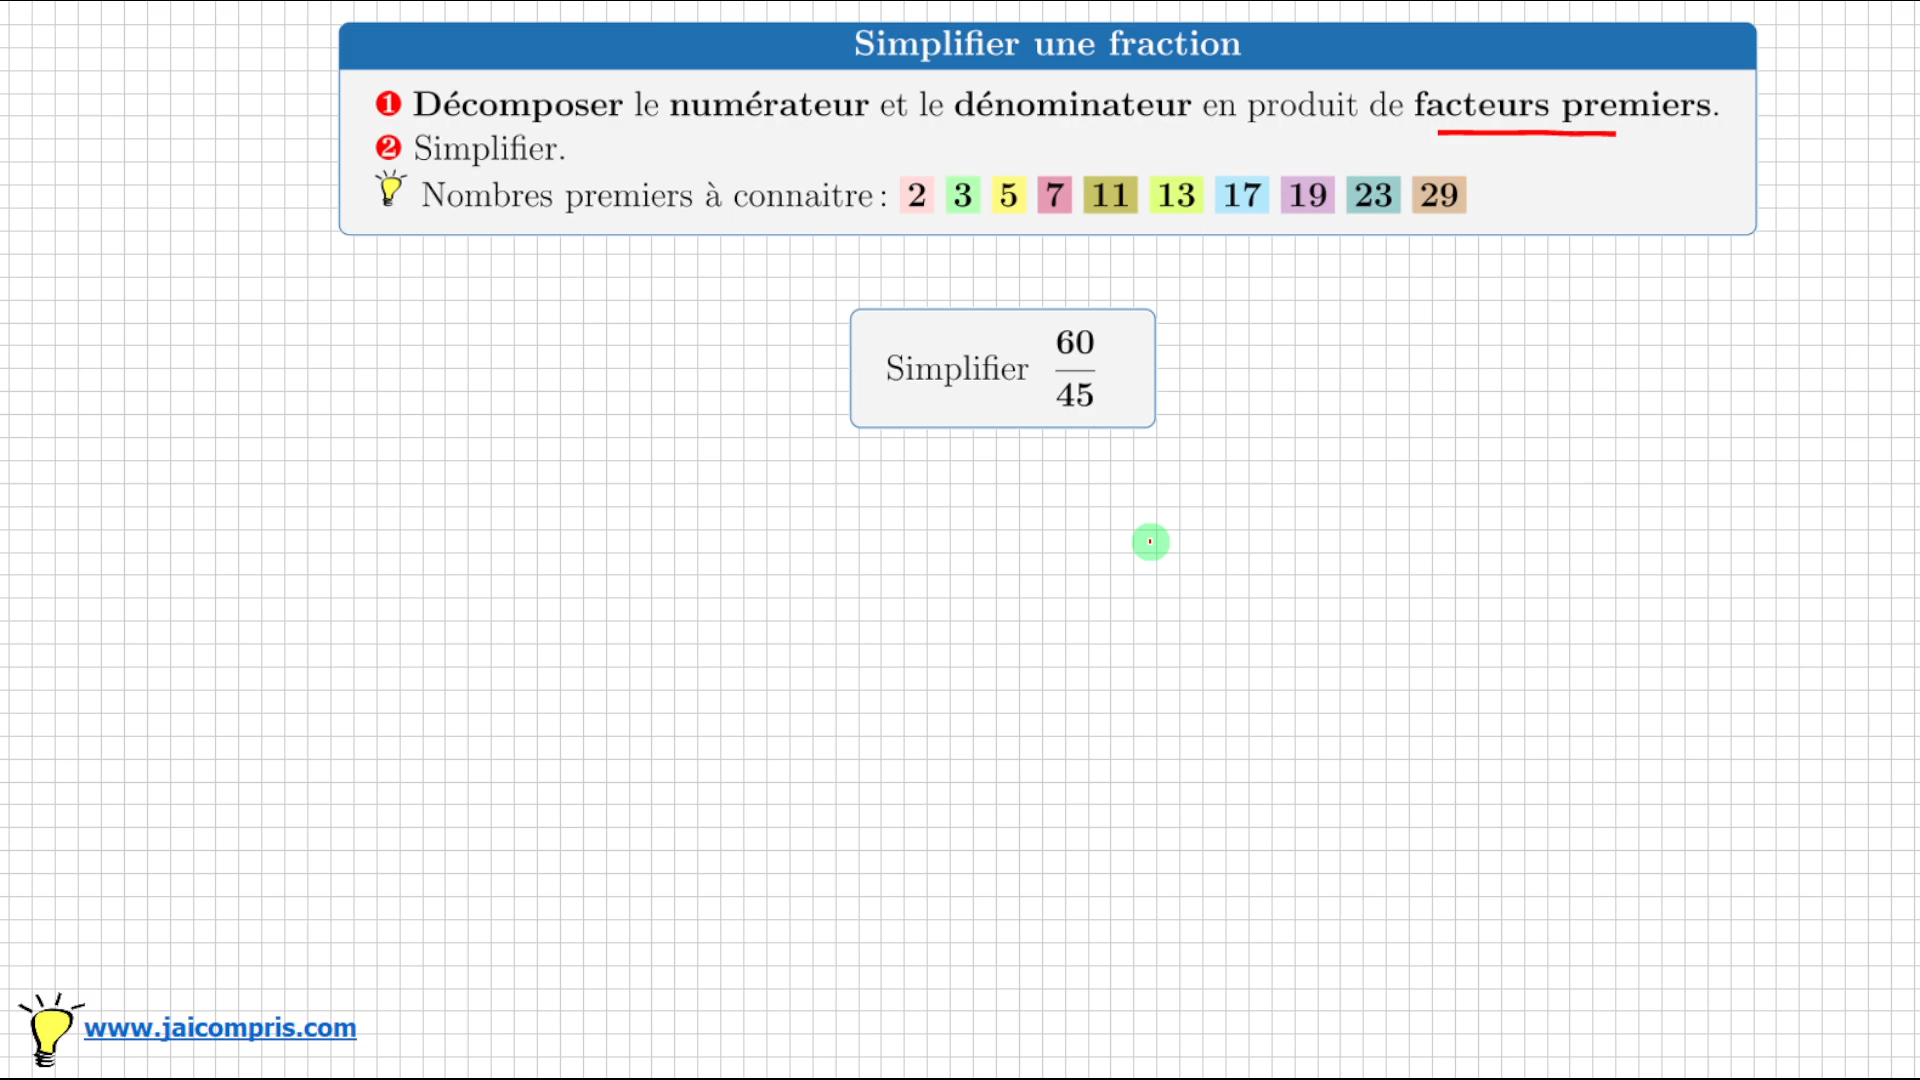 Simplifier une fraction
❶ Décomposer le numérateur et le dénominateur en produit de facteurs premiers.
❷ Simplifier.
Nombres premiers à connaitre : 2 3 5 7 11 13 17 19 23 29
Simplifier 60/45
www.jaicompris.com